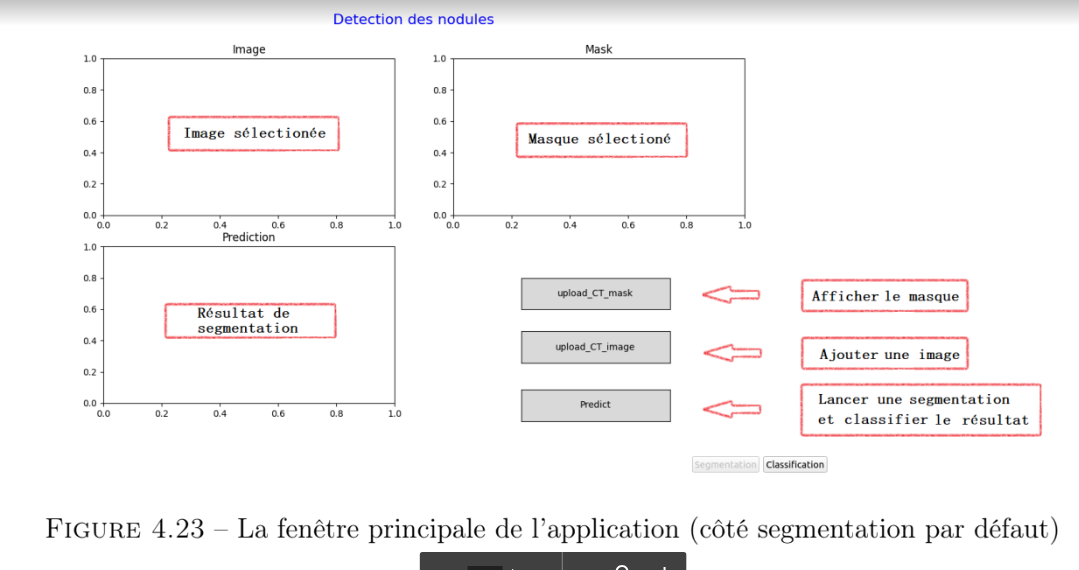 Detection des nodules
Image
Mask
1.0
0.8
0.6
0.4
0.2
0.0
0.0 0.2 0.4 0.6 0.8 1.0
Image sélectionée
1.0
0.8
0.6
0.4
0.2
0.0
0.0 0.2 0.4 0.6 0.8 1.0
Masque sélectioné
Prediction
1.0
0.8
0.6
0.4
0.2
0.0
0.0 0.2 0.4 0.6 0.8 1.0
Résultat de
segmentation
upload_CT_mask
Afficher le masque
upload_CT_image
Ajouter une image
Predict
Lancer une segmentation
et classifier le résultat
Segmentation
Classification
FIGURE 4.23 – La fenêtre principale de l'application (côté segmentation par défaut)